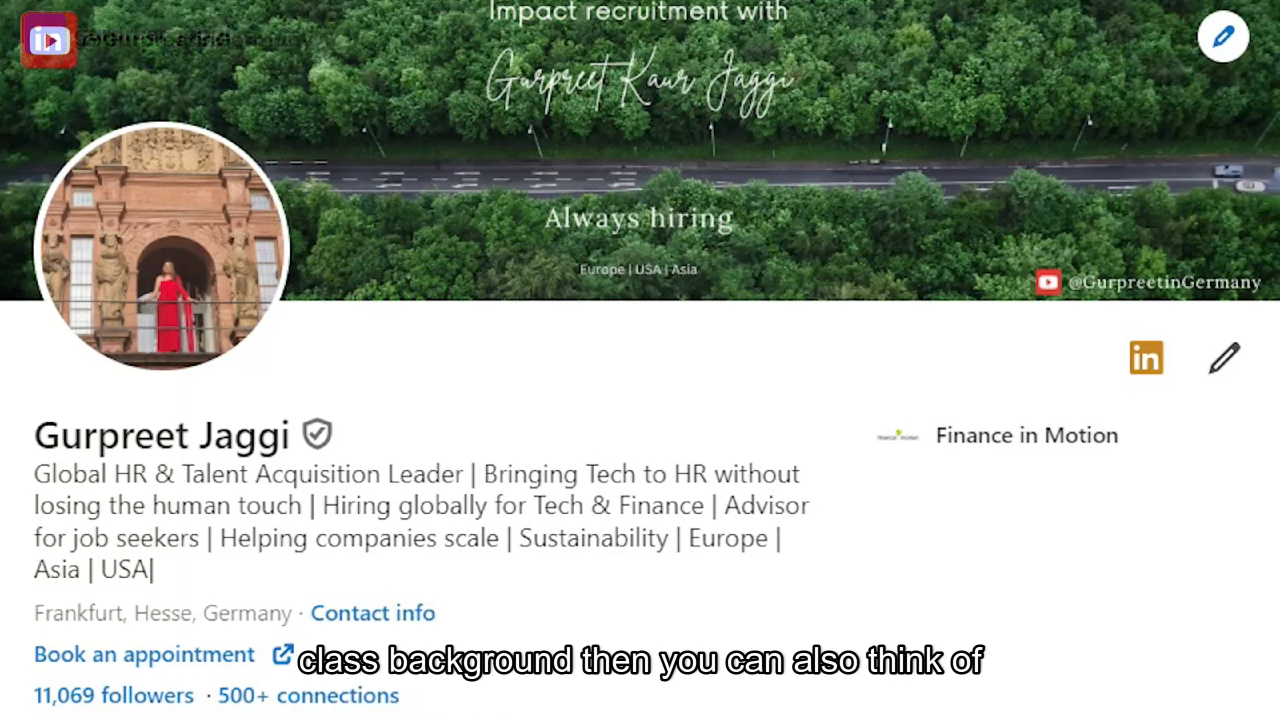 Impact recruitment with
Gurpreet Kaur Jaggi
Always hiring
Europe | USA | Asia
@GurpreetinGermany
in
in
Gurpreet Jaggi
Finance in Motion
Global HR & Talent Acquisition Leader | Bringing Tech to HR without
losing the human touch | Hiring globally for Tech & Finance | Advisor
for job seekers | Helping companies scale | Sustainability | Europe |
Asia | USA|
Frankfurt, Hesse, Germany · Contact info
Book an appointment
class background then you can also think of
11,069 followers · 500+ connections